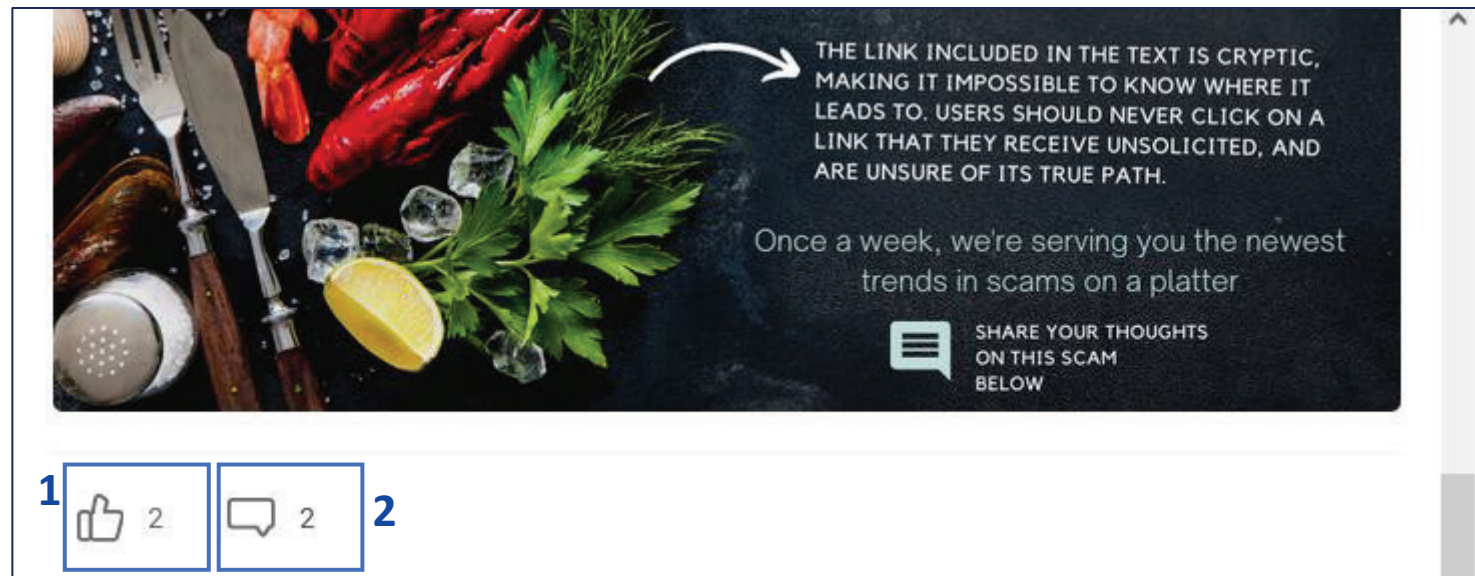 THE LINK INCLUDED IN THE TEXT IS CRYPTIC,
MAKING IT IMPOSSIBLE TO KNOW WHERE IT
LEADS TO. USERS SHOULD NEVER CLICK ON A
LINK THAT THEY RECEIVE UNSOLICITED, AND
ARE UNSURE OF ITS TRUE PATH.
Once a week, we're serving you the newest
trends in scams on a platter
SHARE YOUR THOUGHTS
ON THIS SCAM
BELOW
1 2 2 2